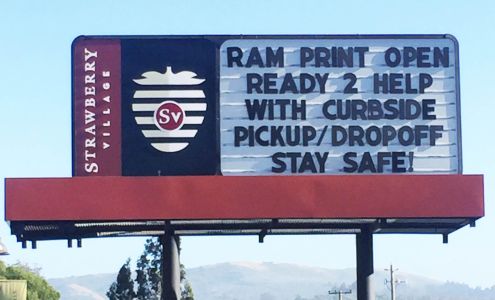 STRAWBERRY
VILLAGE
SV
RAM PRINT OPEN
READY 2 HELP
WITH CURBSIDE
PICKUP/DROPOFF
STAY SAFE!